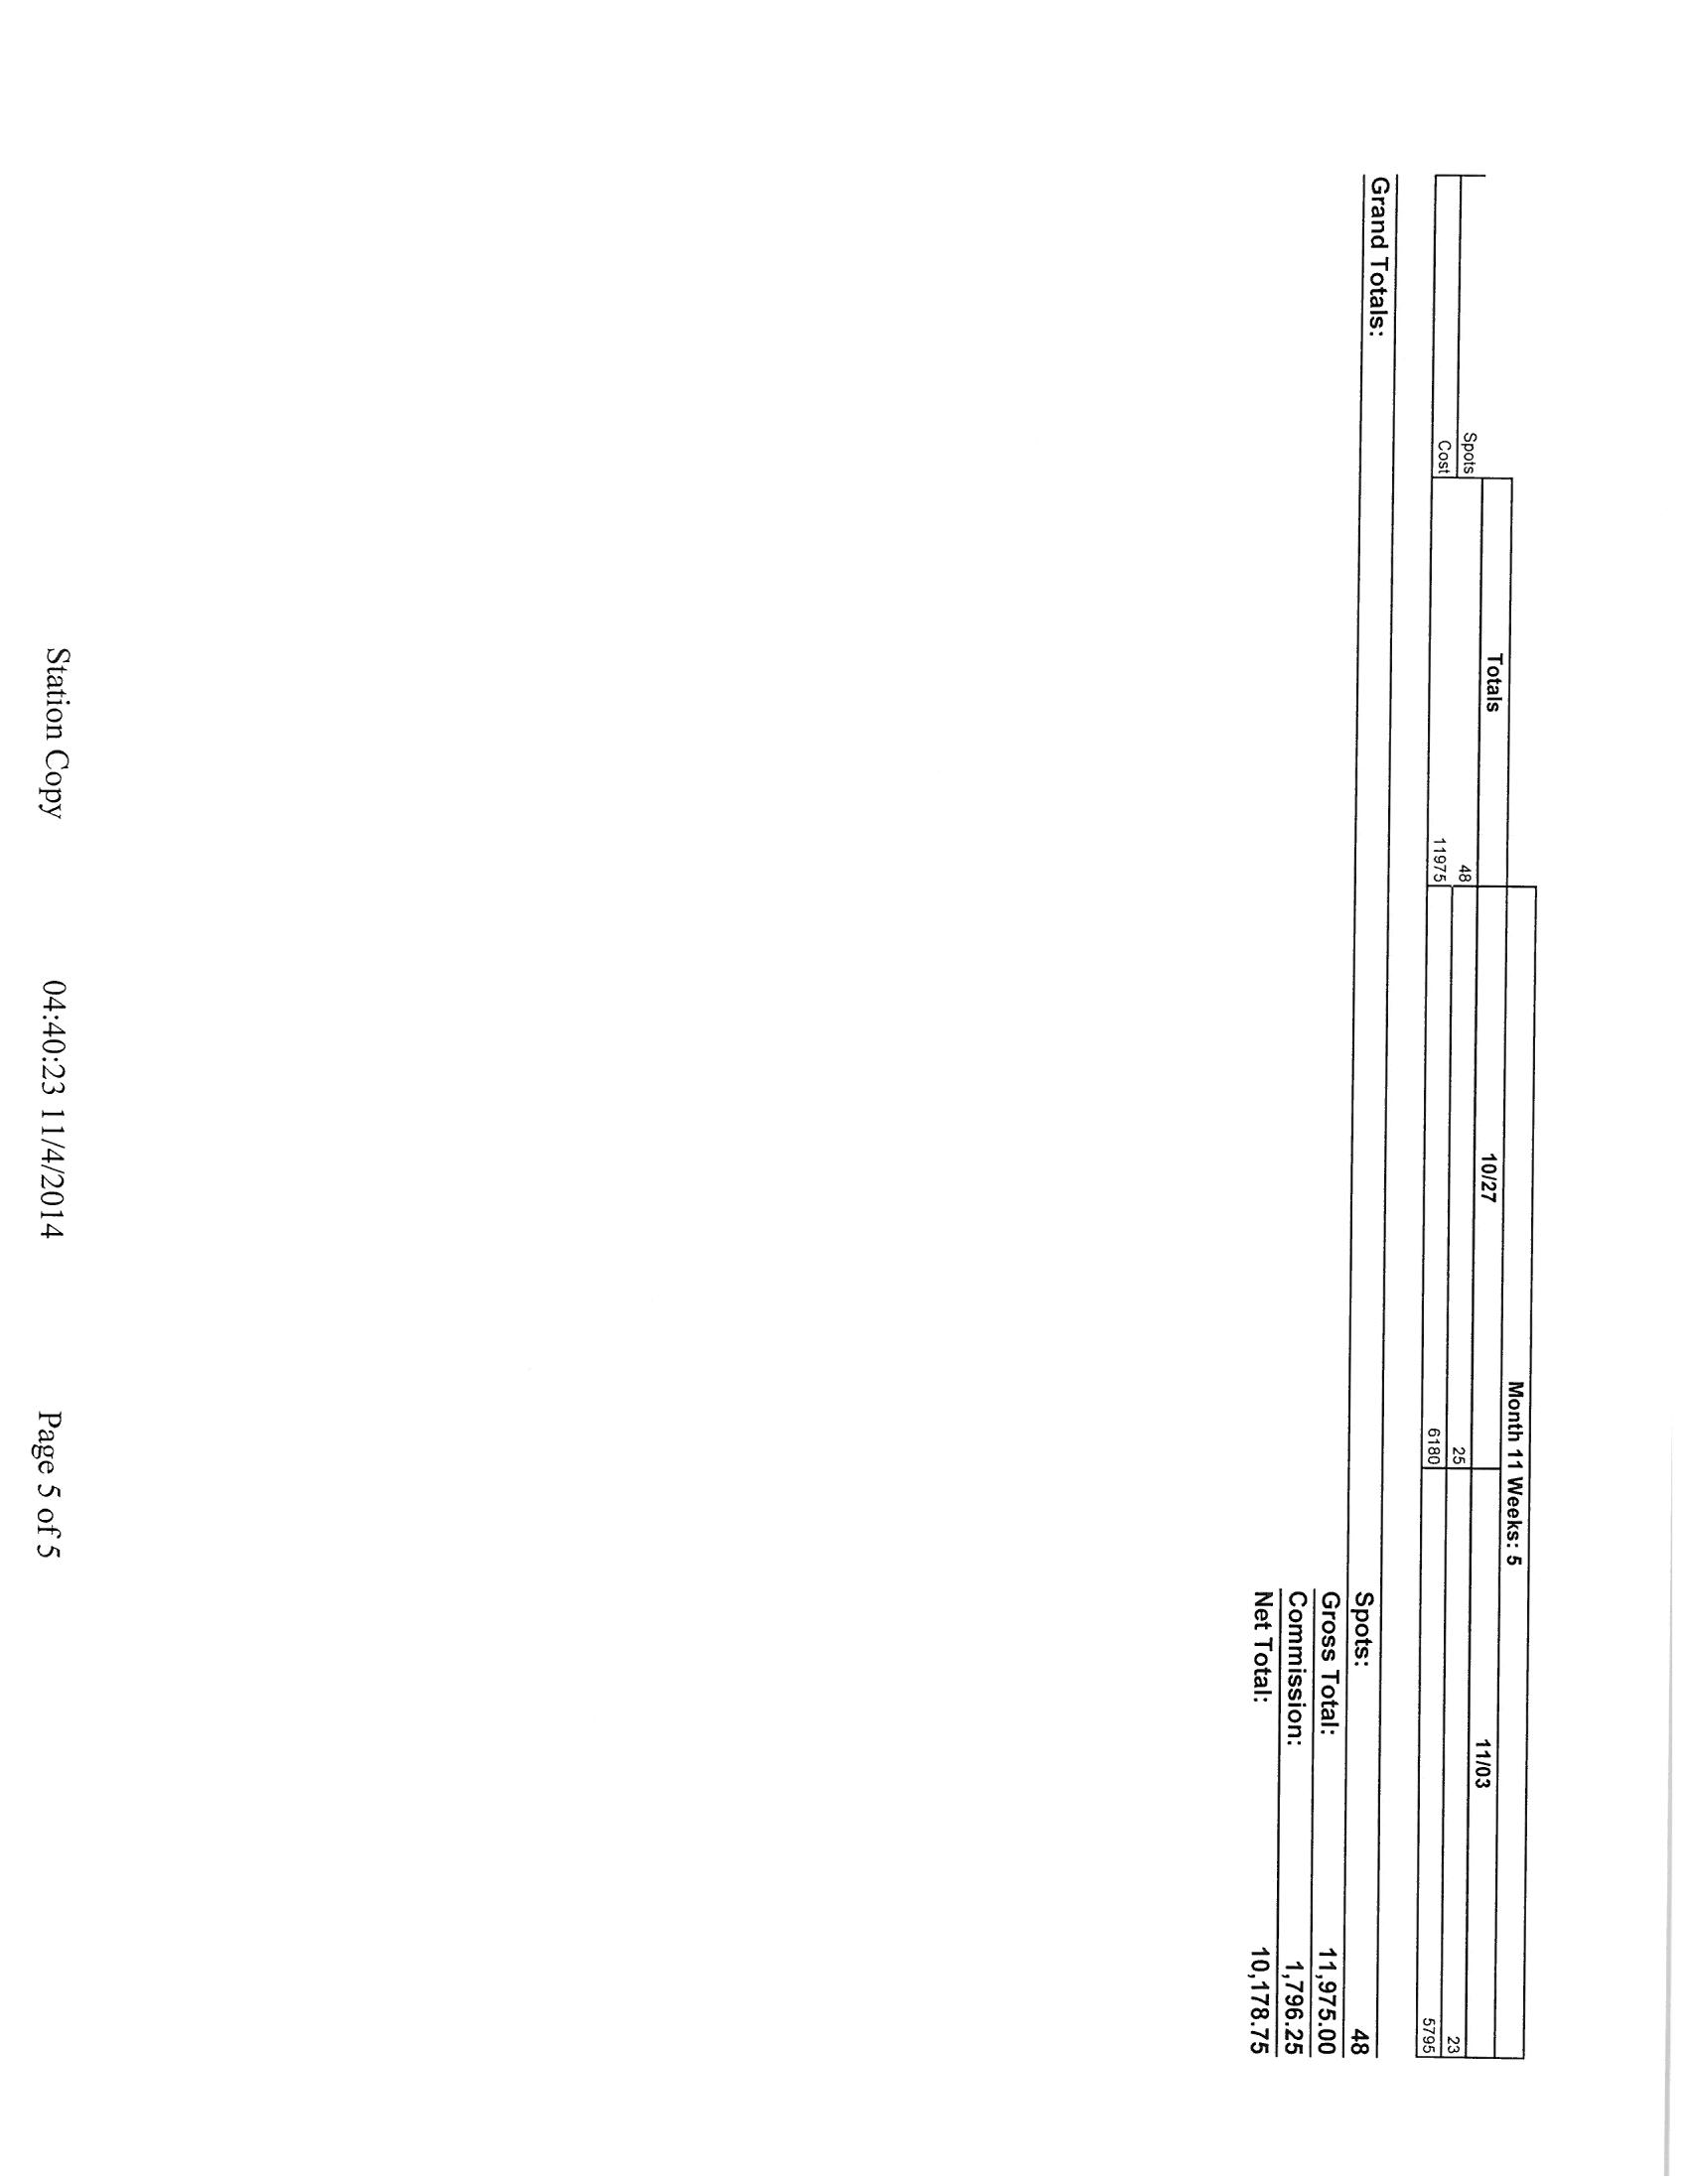 Month 11 Weeks: 5
Totals 10/27 11/03
Spots 48 25 23
Cost 11975 6180 5795
Grand Totals: Spots: 48
Gross Total: 11,975.00
Commission: 1,796.25
Net Total: 10,178.75
Station Copy 04:40:23 11/4/2014 Page 5 of 5